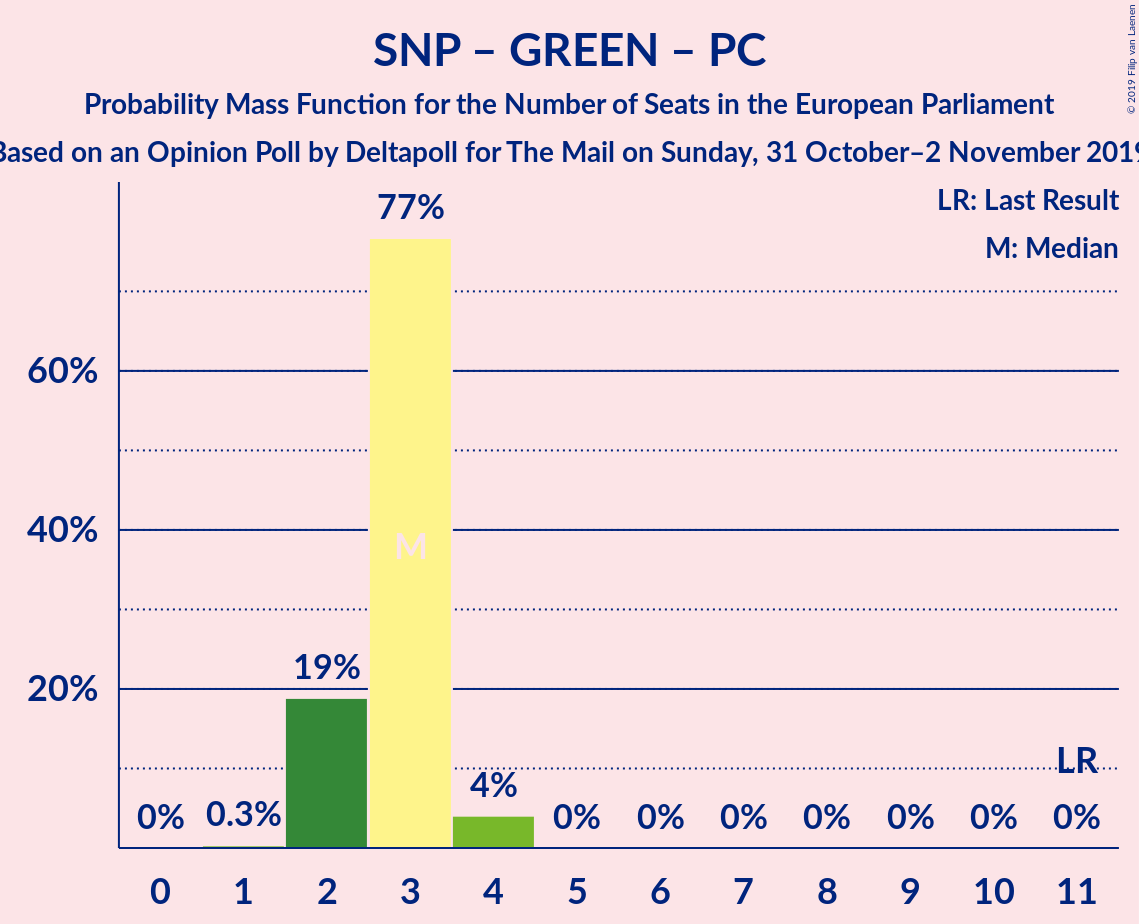 SNP – GREEN – PC
Probability Mass Function for the Number of Seats in the European Parliament
Based on an Opinion Poll by Deltapoll for The Mail on Sunday, 31 October–2 November 2019
© 2019 Filip van Laenen
LR: Last Result
M: Median
77%
60%
40%
M
19%
20%
LR
0% 0.3% 4% 0% 0% 0% 0% 0% 0% 0%
0 1 2 3 4 5 6 7 8 9 10 11